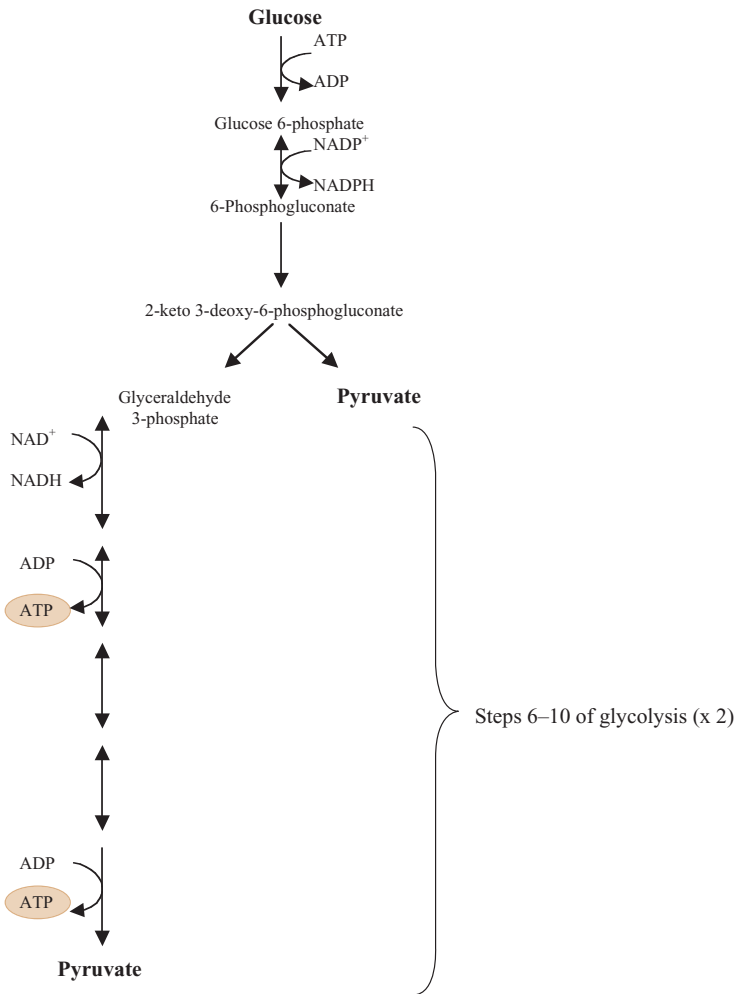 Glucose
ATP
ADP
Glucose 6-phosphate
NADP⁺
NADPH
6-Phosphogluconate
2-keto 3-deoxy-6-phosphogluconate
Glyceraldehyde
3-phosphate
Pyruvate
NAD⁺
NADH
ADP
ATP
Steps 6–10 of glycolysis (x 2)
ADP
ATP
Pyruvate